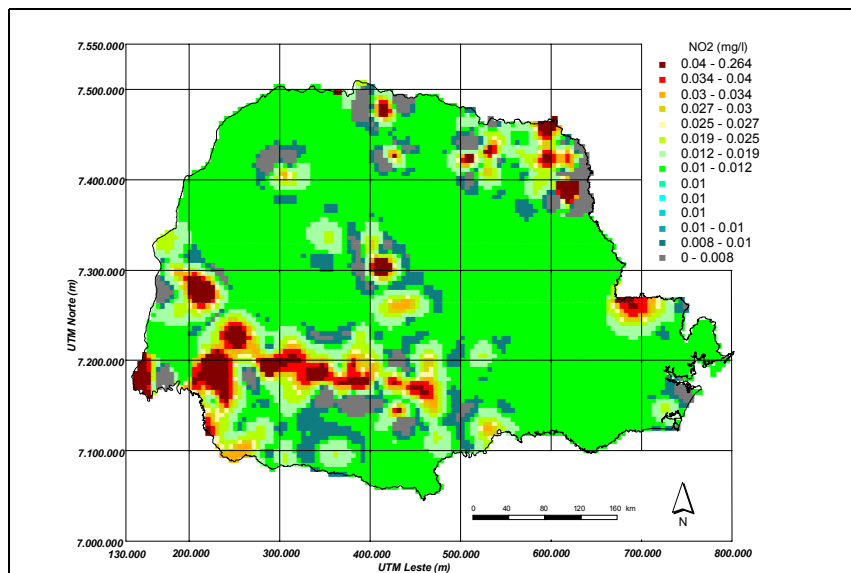 7.550.000
7.500.000
7.400.000
7.300.000
7.200.000
7.100.000
7.000.000
UTM Norte (m)
130.000 200.000 300.000 400.000 500.000 600.000 700.000 800.000
UTM Leste (m)
NO2 (mg/l)
0.04 - 0.264
0.034 - 0.04
0.03 - 0.034
0.027 - 0.03
0.025 - 0.027
0.019 - 0.025
0.012 - 0.019
0.01 - 0.012
0.01
0.01
0.01
0.01 - 0.01
0.008 - 0.01
0 - 0.008
0 40 80 120 160 km
N